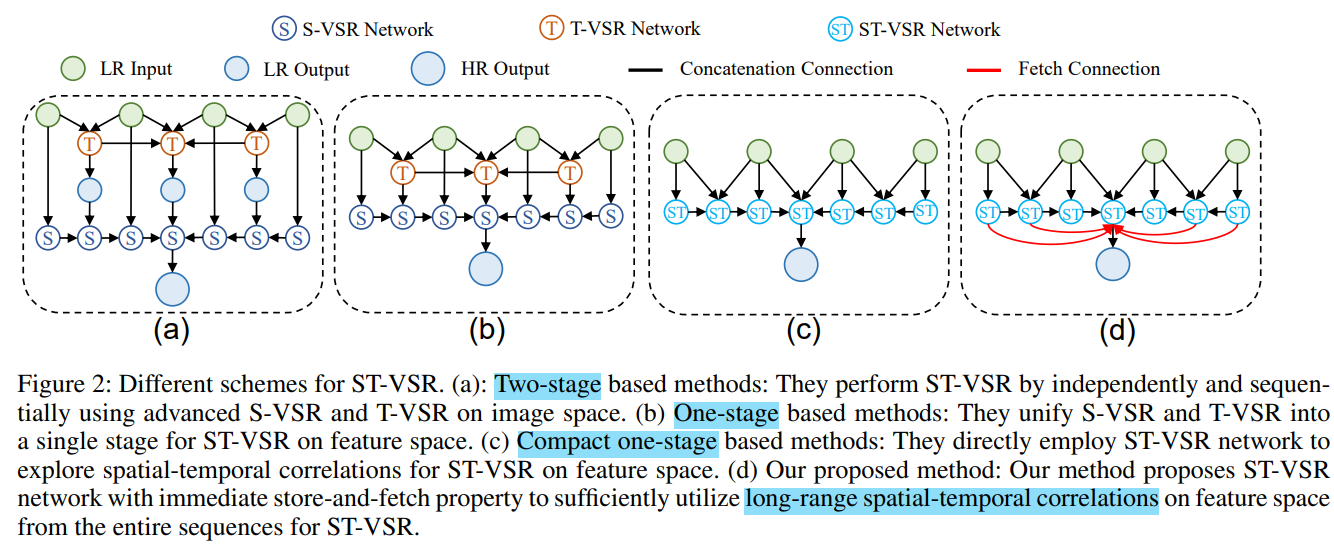 S S-VSR Network T T-VSR Network ST ST-VSR Network
LR Input LR Output HR Output Concatenation Connection Fetch Connection
T T T
S S S S S S S
(a)
T T T
S S S S S S S
(b)
ST ST ST ST ST ST ST
(c)
ST ST ST ST ST ST ST
(d)
Figure 2: Different schemes for ST-VSR. (a): Two-stage based methods: They perform ST-VSR by independently and sequen-
tially using advanced S-VSR and T-VSR on image space. (b) One-stage based methods: They unify S-VSR and T-VSR into
a single stage for ST-VSR on feature space. (c) Compact one-stage based methods: They directly employ ST-VSR network to
explore spatial-temporal correlations for ST-VSR on feature space. (d) Our proposed method: Our method proposes ST-VSR
network with immediate store-and-fetch property to sufficiently utilize long-range spatial-temporal correlations on feature space
from the entire sequences for ST-VSR.